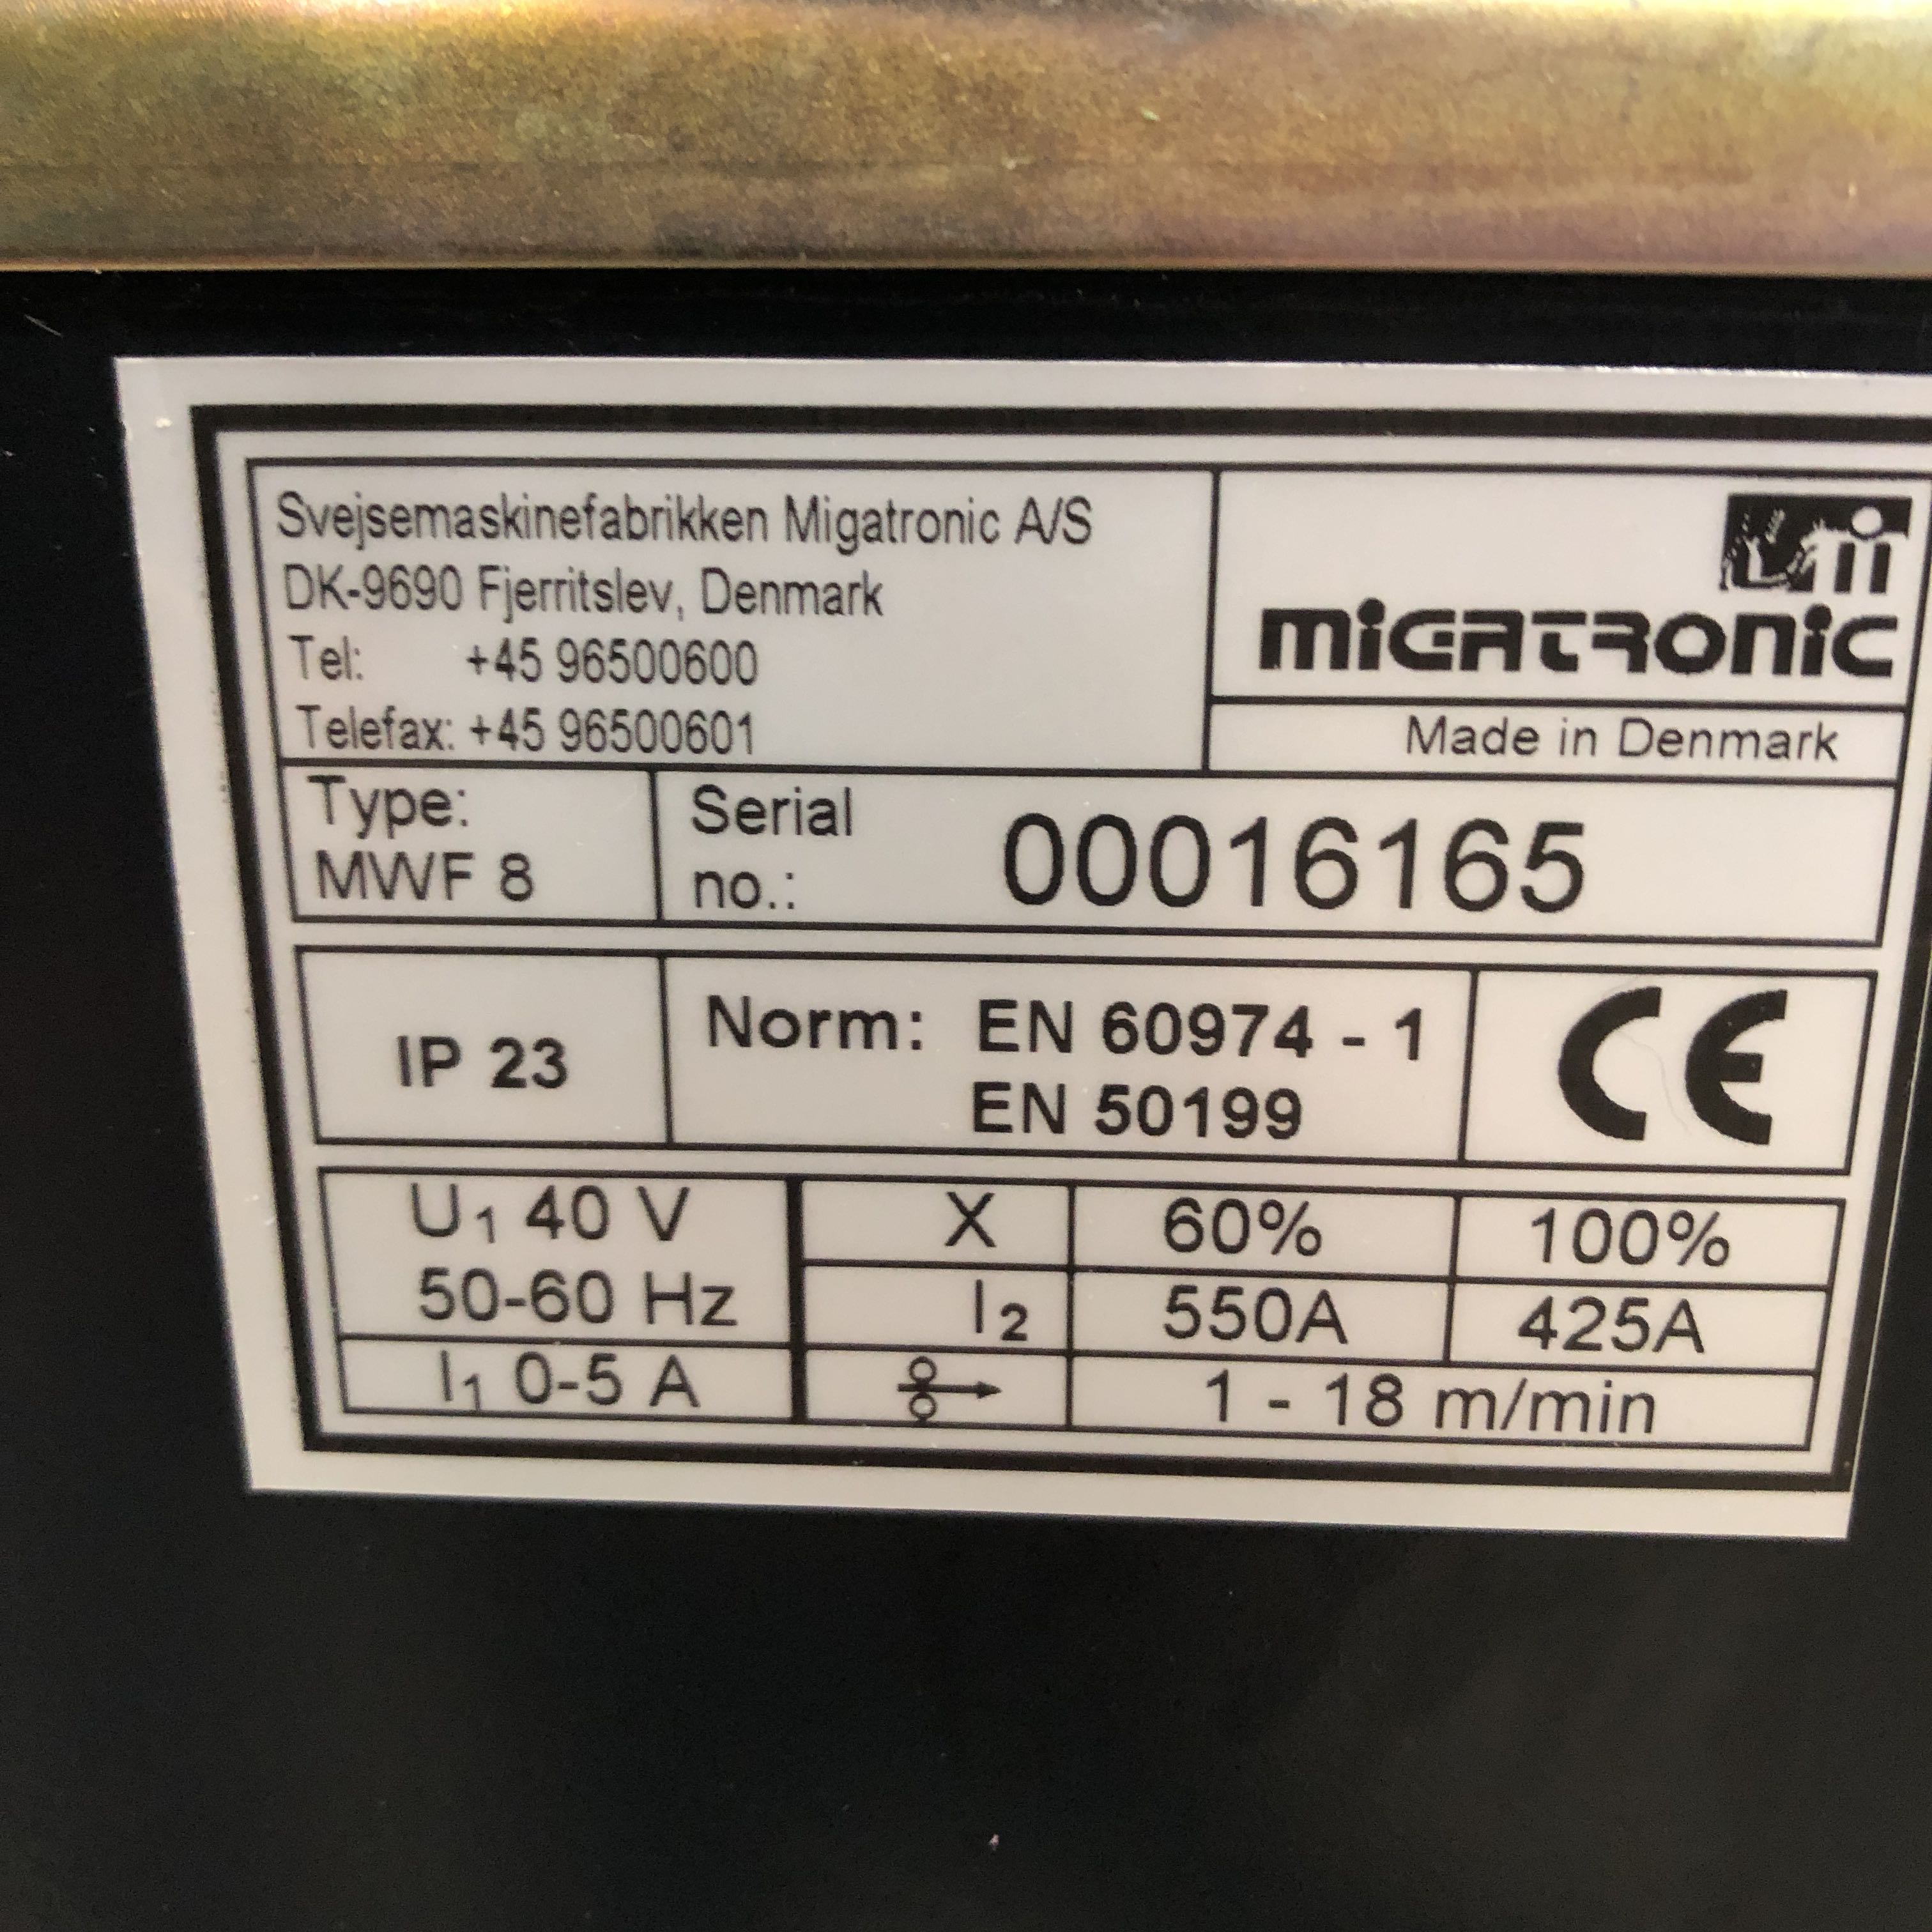 Svejsemaskinefabrikken Migatronic A/S
DK-9690 Fjerritslev, Denmark
Tel: +45 96500600
Telefax: +45 96500601
MIGATRONIC
Made in Denmark
Type:
MWF 8
Serial
no.:
00016165
IP 23
Norm: EN 60974 - 1
EN 50199
CE
U1 40 V
50-60 Hz
I1 0-5 A
X 60% 100%
I2 550A 425A
1 - 18 m/min